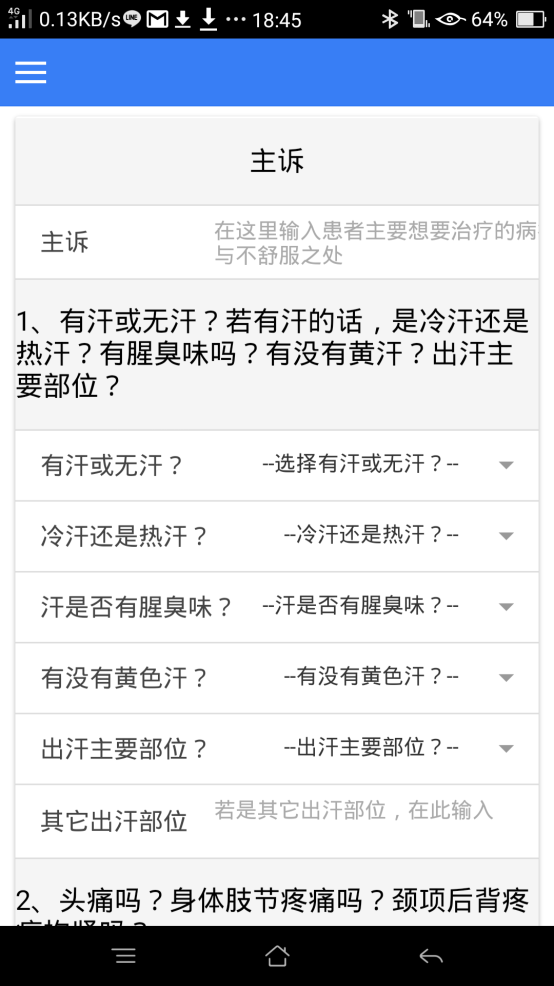 4G 0.13KB/s LINE 18:45 64%
主诉
主诉
在这里输入患者主要想要治疗的病
与不舒服之处
1、有汗或无汗？若有汗的话，是冷汗还是
热汗？有腥臭味吗？有没有黄汗？出汗主
要部位？
有汗或无汗？ --选择有汗或无汗？--
冷汗还是热汗？ --冷汗还是热汗？--
汗是否有腥臭味？ --汗是否有腥臭味？--
有没有黄色汗？ --有没有黄色汗？--
出汗主要部位？ --出汗主要部位？--
其它出汗部位 若是其它出汗部位，在此输入
2、头痛吗？身体肢节疼痛吗？颈项后背疼